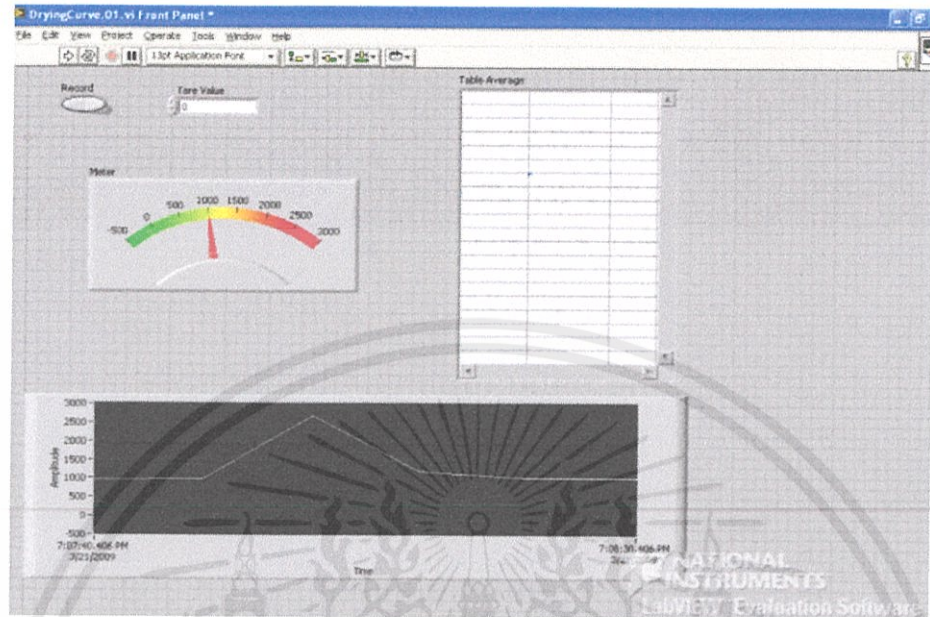 DryingCurve.01.vi Front Panel *
File Edit View Project Operate Tools Window Help
13pt Application Font
Record
Tare Value
0
Table Average
Meter
-500 0 500 1000 1500 2000 2500 3000
3000
2500
2000
1500
1000
500
0
-500
Amplitude
7:07:40.406 PM
3/21/2009
7:08:30.406 PM
Time
NATIONAL
INSTRUMENTS
LabVIEW Evaluation Software